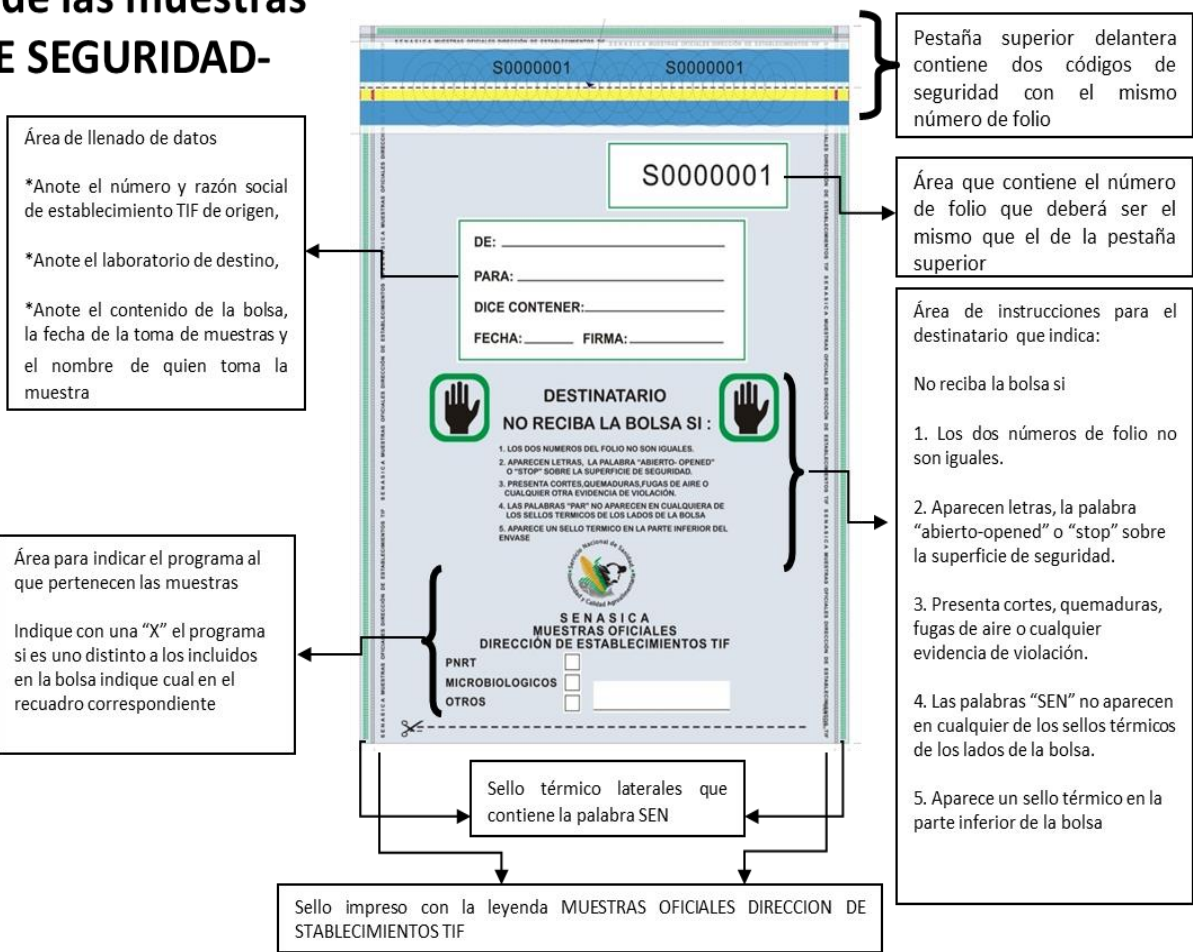 de las muestras
E SEGURIDAD-
Área de llenado de datos
*Anote el número y razón social
de establecimiento TIF de origen,
*Anote el laboratorio de destino,
*Anote el contenido de la bolsa,
la fecha de la toma de muestras y
el nombre de quien toma la
muestra
Área para indicar el programa al
que pertenecen las muestras
Indique con una “X” el programa
si es uno distinto a los incluidos
en la bolsa indique cual en el
recuadro correspondiente
S0000001 S0000001
S0000001
DE:
PARA:
DICE CONTENER:
FECHA: FIRMA:
DESTINATARIO
NO RECIBA LA BOLSA SI :
1. LOS DOS NUMEROS DEL FOLIO NO SON IGUALES.
2. APARECEN LETRAS, LA PALABRA “ABIERTO- OPENED”
O “STOP” SOBRE LA SUPERFICIE DE SEGURIDAD.
3. PRESENTA CORTES,QUEMADURAS,FUGAS DE AIRE O
CUALQUIER OTRA EVIDENCIA DE VIOLACIÓN.
4. LAS PALABRAS “PAR” NO APARECEN EN CUALQUIERA DE
LOS SELLOS TERMICOS DE LOS LADOS DE LA BOLSA
5. APARECE UN SELLO TERMICO EN LA PARTE INFERIOR DEL
ENVASE
Servicio Nacional de Sanidad,
Inocuidad y Calidad Agroalimentaria
SENASICA
MUESTRAS OFICIALES
DIRECCIÓN DE ESTABLECIMIENTOS TIF
PNRT
MICROBIOLOGICOS
OTROS
Sello térmico laterales que
contiene la palabra SEN
Sello impreso con la leyenda MUESTRAS OFICIALES DIRECCION DE
STABLECIMIENTOS TIF
Pestaña superior delantera
contiene dos códigos de
seguridad con el mismo
número de folio
Área que contiene el número
de folio que deberá ser el
mismo que el de la pestaña
superior
Área de instrucciones para el
destinatario que indica:
No reciba la bolsa si
1. Los dos números de folio no
son iguales.
2. Aparecen letras, la palabra
“abierto-opened” o “stop” sobre
la superficie de seguridad.
3. Presenta cortes, quemaduras,
fugas de aire o cualquier
evidencia de violación.
4. Las palabras “SEN” no aparecen
en cualquier de los sellos térmicos
de los lados de la bolsa.
5. Aparece un sello térmico en la
parte inferior de la bolsa